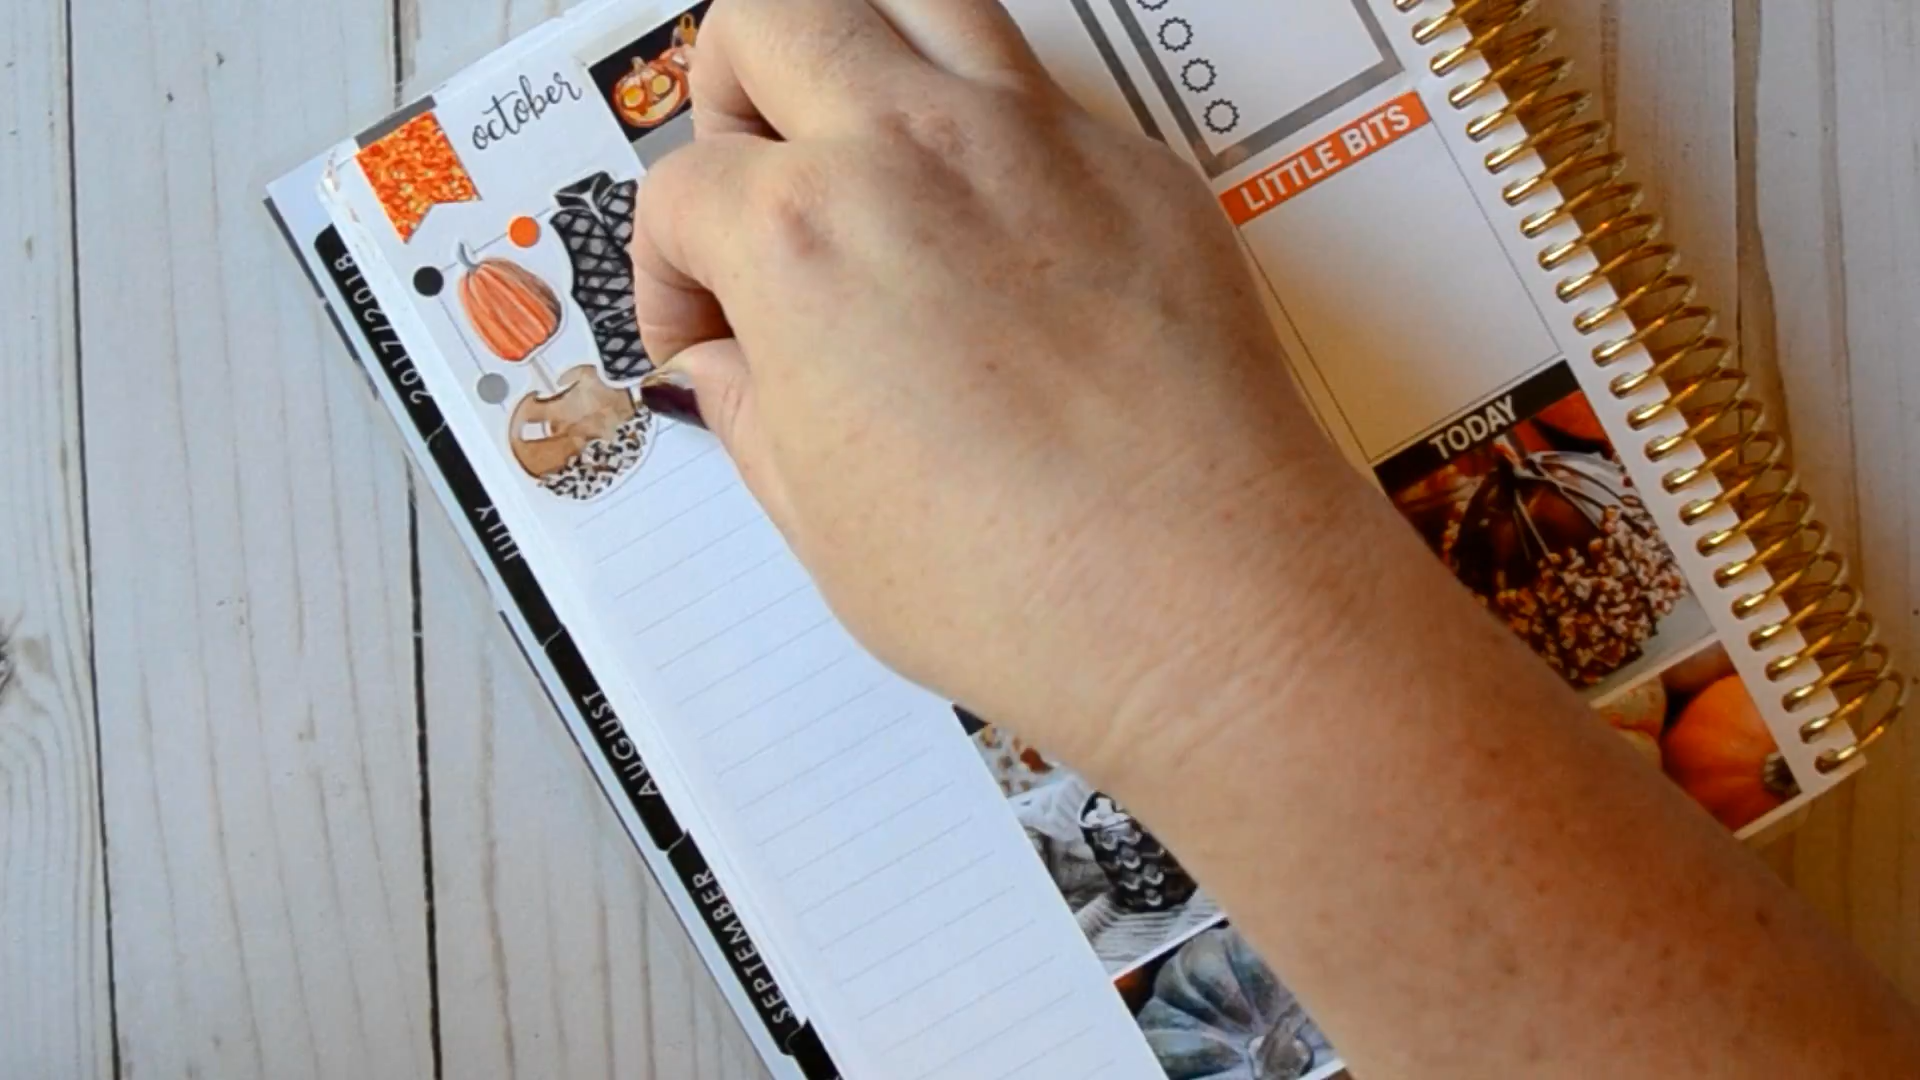 october
LITTLE BITS
TODAY
2017/2018
JULY
AUGUST
SEPTEMBER